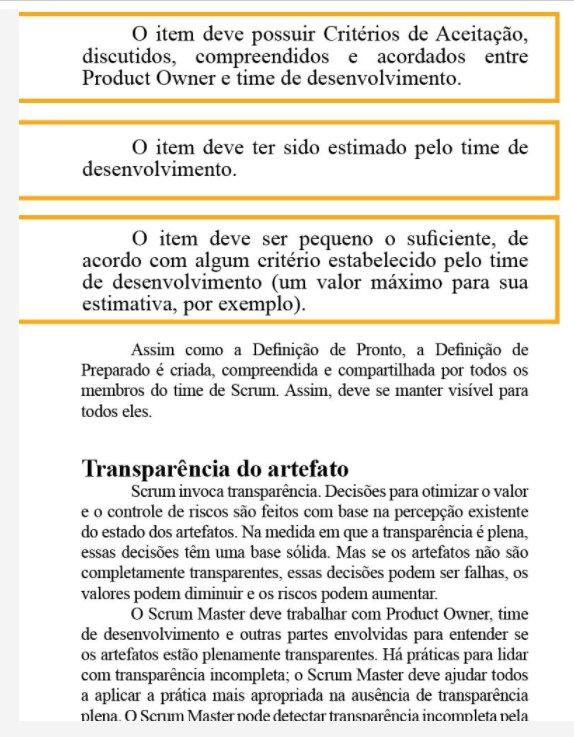 O item deve possuir Critérios de Aceitação,
discutidos, compreendidos e acordados entre
Product Owner e time de desenvolvimento.
O item deve ter sido estimado pelo time de
desenvolvimento.
O item deve ser pequeno o suficiente, de
acordo com algum critério estabelecido pelo time
de desenvolvimento (um valor máximo para sua
estimativa, por exemplo).
Assim como a Definição de Pronto, a Definição de
Preparado é criada, compreendida e compartilhada por todos os
membros do time de Scrum. Assim, deve se manter visível para
todos eles.
Transparência do artefato
Scrum invoca transparência. Decisões para otimizar o valor
e o controle de riscos são feitos com base na percepção existente
do estado dos artefatos. Na medida em que a transparência é plena,
essas decisões têm uma base sólida. Mas se os artefatos não são
completamente transparentes, essas decisões podem ser falhas, os
valores podem diminuir e os riscos podem aumentar.
O Scrum Master deve trabalhar com Product Owner, time
de desenvolvimento e outras partes envolvidas para entender se
os artefatos estão plenamente transparentes. Há práticas para lidar
com transparência incompleta; o Scrum Master deve ajudar todos
a aplicar a prática mais apropriada na ausência de transparência
plena. O Scrum Master pode detectar transparência incompleta pela